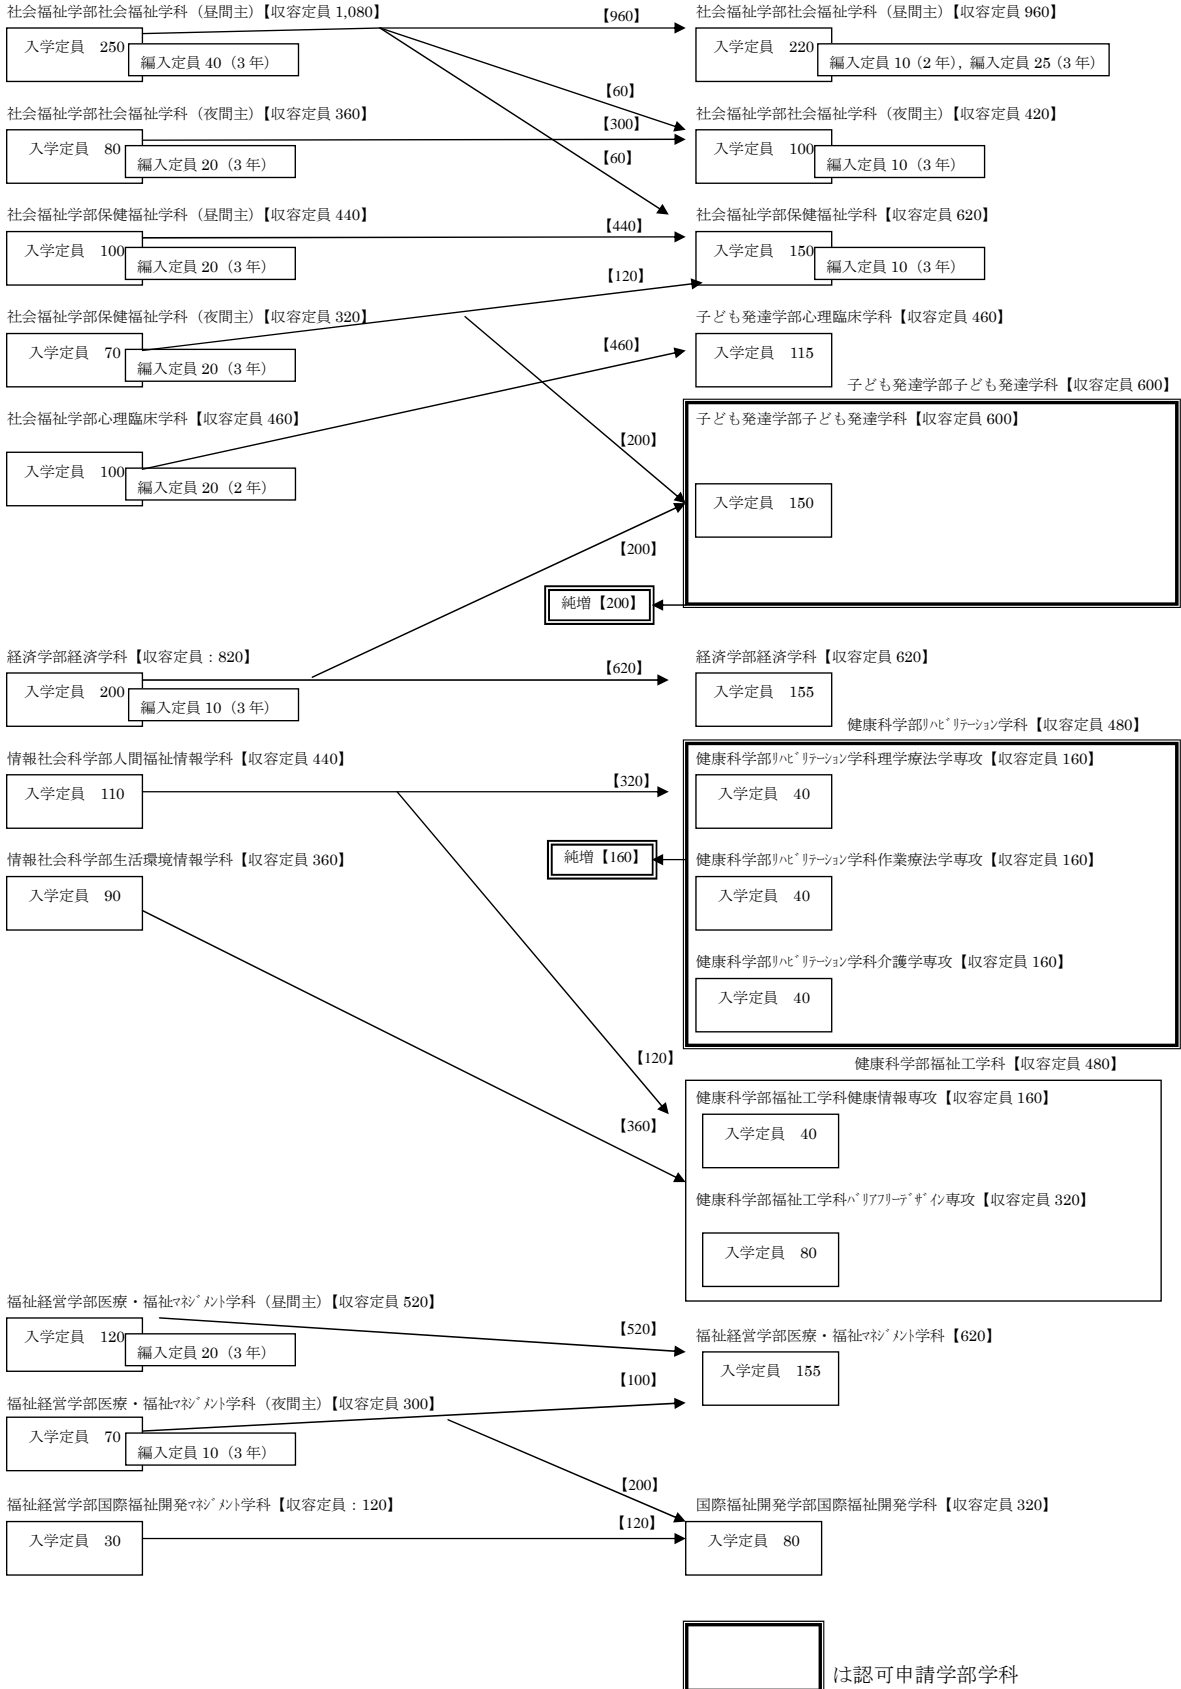 社会福祉学部社会福祉学科（昼間主）【収容定員 1,080】
入学定員 250
編入定員 40（3 年）
【960】
社会福祉学部社会福祉学科（昼間主）【収容定員 960】
入学定員 220
編入定員 10（2 年），編入定員 25（3 年）
【60】
社会福祉学部社会福祉学科（夜間主）【収容定員 360】
入学定員 80
編入定員 20（3 年）
【300】
【60】
社会福祉学部社会福祉学科（夜間主）【収容定員 420】
入学定員 100
編入定員 10（3 年）
社会福祉学部保健福祉学科（昼間主）【収容定員 440】
入学定員 100
編入定員 20（3 年）
【440】
社会福祉学部保健福祉学科【収容定員 620】
入学定員 150
編入定員 10（3 年）
【120】
社会福祉学部保健福祉学科（夜間主）【収容定員 320】
入学定員 70
編入定員 20（3 年）
【460】
子ども発達学部心理臨床学科【収容定員 460】
入学定員 115
子ども発達学部子ども発達学科【収容定員 600】
社会福祉学部心理臨床学科【収容定員 460】
入学定員 100
編入定員 20（2 年）
【200】
子ども発達学部子ども発達学科【収容定員 600】
入学定員 150
【200】
純増【200】
経済学部経済学科【収容定員：820】
入学定員 200
編入定員 10（3 年）
【620】
経済学部経済学科【収容定員 620】
入学定員 155
健康科学部ﾘﾊﾋﾞﾘﾃｰｼｮﾝ学科【収容定員 480】
情報社会科学部人間福祉情報学科【収容定員 440】
入学定員 110
【320】
健康科学部ﾘﾊﾋﾞﾘﾃｰｼｮﾝ学科理学療法学専攻【収容定員 160】
入学定員 40
情報社会科学部生活環境情報学科【収容定員 360】
入学定員 90
純増【160】
健康科学部ﾘﾊﾋﾞﾘﾃｰｼｮﾝ学科作業療法学専攻【収容定員 160】
入学定員 40
健康科学部ﾘﾊﾋﾞﾘﾃｰｼｮﾝ学科介護学専攻【収容定員 160】
入学定員 40
【120】
健康科学部福祉工学科【収容定員 480】
健康科学部福祉工学科健康情報専攻【収容定員 160】
入学定員 40
【360】
健康科学部福祉工学科ﾊﾞﾘｱﾌﾘｰﾃﾞｻﾞｲﾝ専攻【収容定員 320】
入学定員 80
福祉経営学部医療・福祉ﾏﾈｼﾞﾒﾝﾄ学科（昼間主）【収容定員 520】
入学定員 120
編入定員 20（3 年）
【520】
福祉経営学部医療・福祉ﾏﾈｼﾞﾒﾝﾄ学科【620】
入学定員 155
【100】
福祉経営学部医療・福祉ﾏﾈｼﾞﾒﾝﾄ学科（夜間主）【収容定員 300】
入学定員 70
編入定員 10（3 年）
【200】
福祉経営学部国際福祉開発ﾏﾈｼﾞﾒﾝﾄ学科【収容定員：120】
入学定員 30
【120】
国際福祉開発学部国際福祉開発学科【収容定員 320】
入学定員 80
は認可申請学部学科